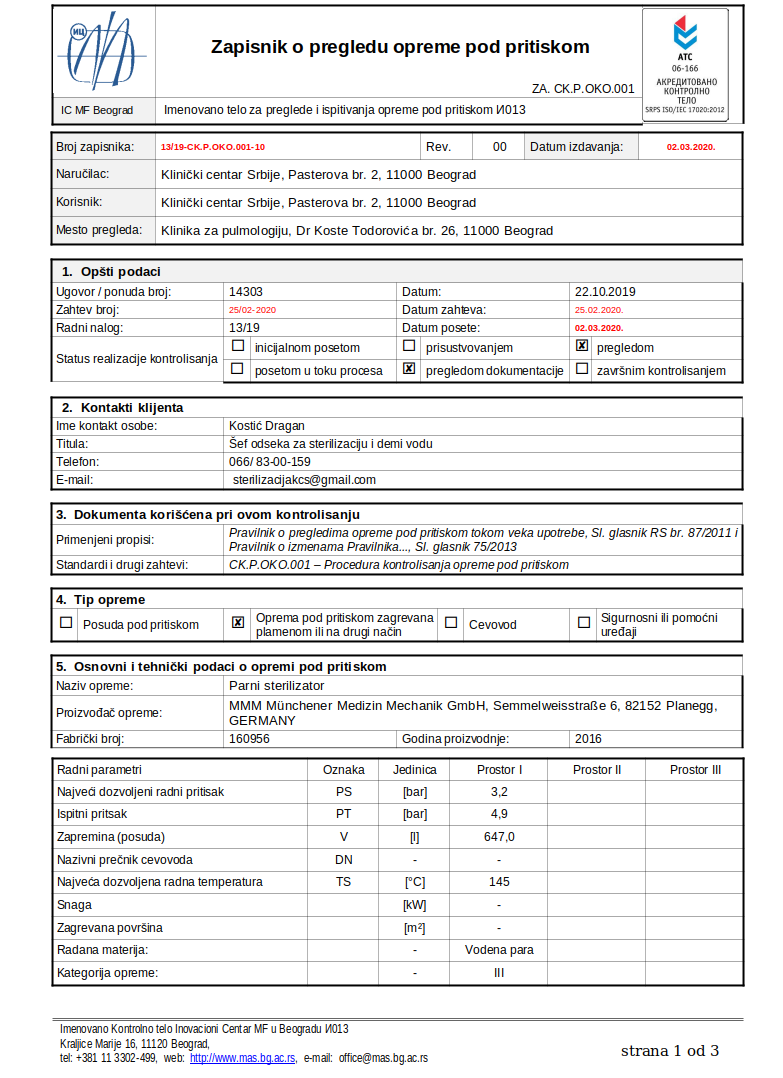 ИЦ
Zapisnik o pregledu opreme pod pritiskom
ZA. CK.P.OKO.001
IC MF Beograd
Imenovano telo za preglede i ispitivanja opreme pod pritiskom И013
ATC
06-166
АКРЕДИТОВАНО
КОНТРОЛНО
ТЕЛО
SRPS ISO/IEC 17020:2012
Broj zapisnika: 13/19-CK.P.OKO.001-10 Rev. 00 Datum izdavanja: 02.03.2020.
Naručilac: Klinički centar Srbije, Pasterova br. 2, 11000 Beograd
Korisnik: Klinički centar Srbije, Pasterova br. 2, 11000 Beograd
Mesto pregleda: Klinika za pulmologiju, Dr Koste Todorovića br. 26, 11000 Beograd
1. Opšti podaci
Ugovor / ponuda broj: 14303 Datum: 22.10.2019
Zahtev broj: 25/02-2020 Datum zahteva: 25.02.2020.
Radni nalog: 13/19 Datum posete: 02.03.2020.
Status realizacije kontrolisanja
☐ inicijalnom posetom ☐ prisustvovanjem ☒ pregledom
☐ posetom u toku procesa ☒ pregledom dokumentacije ☐ završnim kontrolisanjem
2. Kontakti klijenta
Ime kontakt osobe: Kostić Dragan
Titula: Šef odseka za sterilizaciju i demi vodu
Telefon: 066/ 83-00-159
E-mail: sterilizacijakcs@gmail.com
3. Dokumenta korišćena pri ovom kontrolisanju
Primenjeni propisi: Pravilnik o pregledima opreme pod pritiskom tokom veka upotrebe, Sl. glasnik RS br. 87/2011 i
Pravilnik o izmenama Pravilnika..., Sl. glasnik 75/2013
Standardi i drugi zahtevi: CK.P.OKO.001 – Procedura kontrolisanja opreme pod pritiskom
4. Tip opreme
☐ Posuda pod pritiskom ☒ Oprema pod pritiskom zagrevana plamenom ili na drugi način ☐ Cevovod ☐ Sigurnosni ili pomoćni uređaji
5. Osnovni i tehnički podaci o opremi pod pritiskom
Naziv opreme: Parni sterilizator
Proizvođač opreme: MMM Münchener Medizin Mechanik GmbH, Semmelweisstraße 6, 82152 Planegg,
GERMANY
Fabrički broj: 160956 Godina proizvodnje: 2016
Radni parametri Oznaka Jedinica Prostor I Prostor II Prostor III
Najveći dozvoljeni radni pritisak PS [bar] 3,2
Ispitni pritsak PT [bar] 4,9
Zapremina (posuda) V [l] 647,0
Nazivni prečnik cevovoda DN - -
Najveća dozvoljena radna temperatura TS [°C] 145
Snaga [kW] -
Zagrevana površina [m²] -
Radana materija: - Vodena para
Kategorija opreme: - III
Imenovano Kontrolno telo Inovacioni Centar MF u Beogradu И013
Kraljice Marije 16, 11120 Beograd,
tel: +381 11 3302-499, web: http://www.mas.bg.ac.rs, e-mail: office@mas.bg.ac.rs
strana 1 od 3